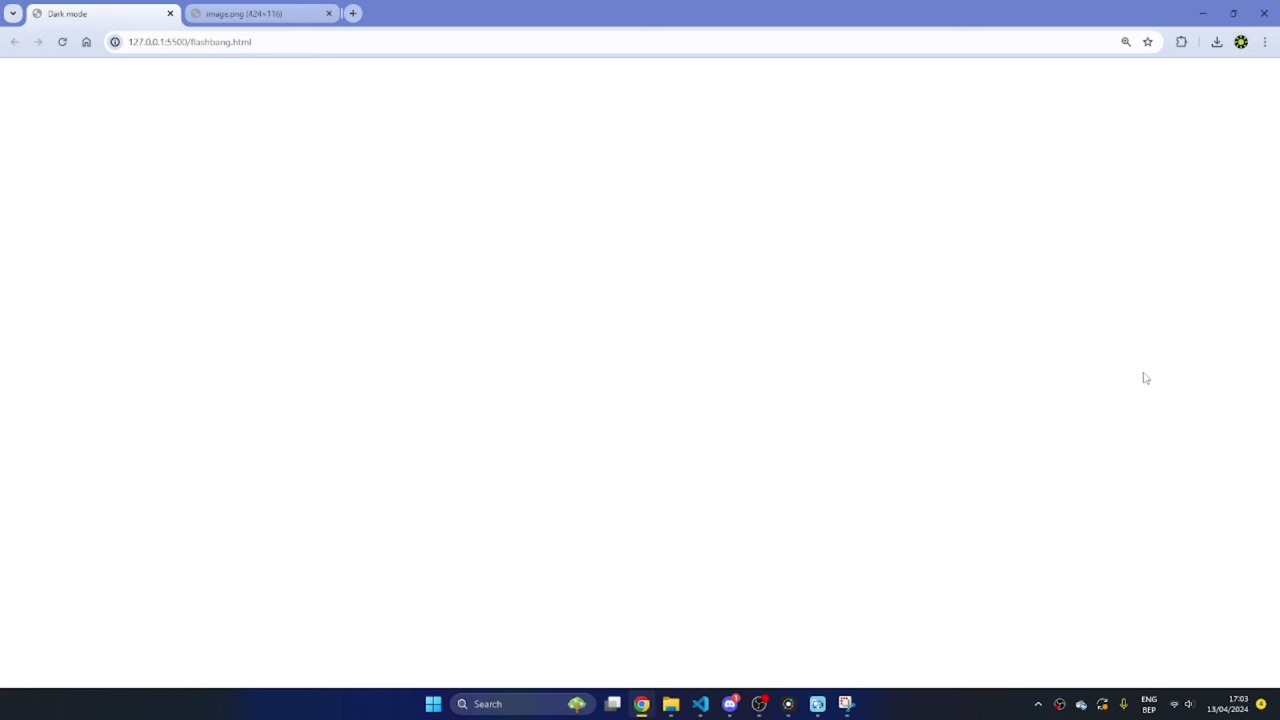 Dark mode
image.png (424×116)
127.0.0.1:5500/flashbang.html
Search
1
ENG
BEP
17:03
13/04/2024